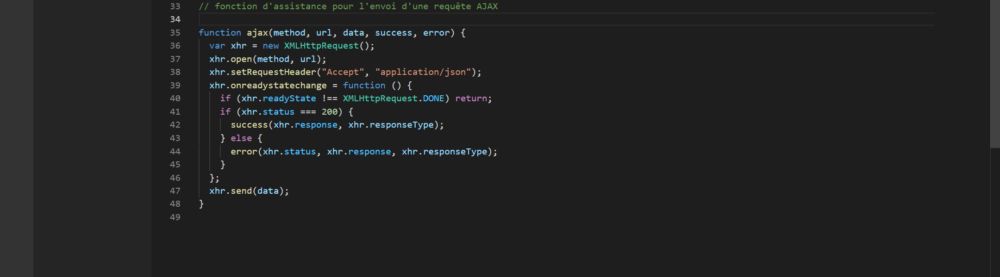 33 // fonction d'assistance pour l'envoi d'une requête AJAX
34
35 function ajax(method, url, data, success, error) {
36 var xhr = new XMLHttpRequest();
37 xhr.open(method, url);
38 xhr.setRequestHeader("Accept", "application/json");
39 xhr.onreadystatechange = function () {
40 if (xhr.readyState !== XMLHttpRequest.DONE) return;
41 if (xhr.status === 200) {
42 success(xhr.response, xhr.responseType);
43 } else {
44 error(xhr.status, xhr.response, xhr.responseType);
45 }
46 };
47 xhr.send(data);
48 }
49